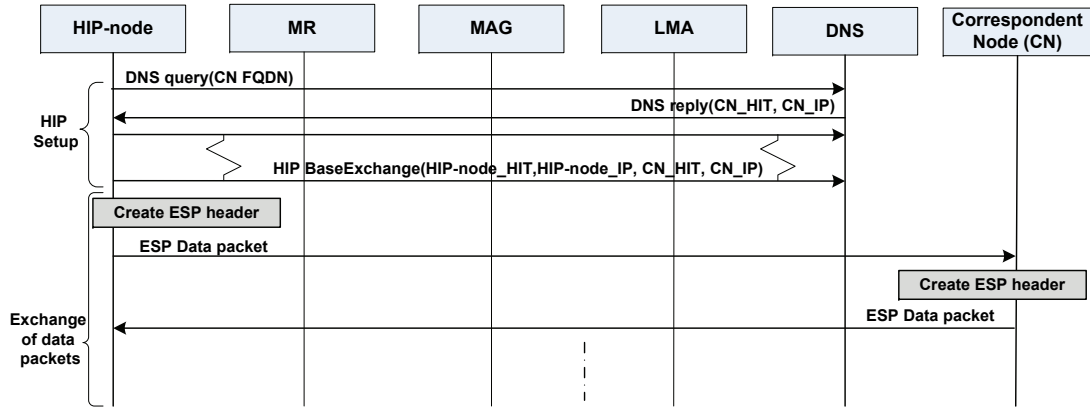 HIP-node
MR
MAG
LMA
DNS
Correspondent
Node (CN)
DNS query(CN FQDN)
DNS reply(CN_HIT, CN_IP)
HIP
Setup
HIP BaseExchange(HIP-node_HIT,HIP-node_IP, CN_HIT, CN_IP)
Create ESP header
ESP Data packet
Create ESP header
ESP Data packet
Exchange
of data
packets